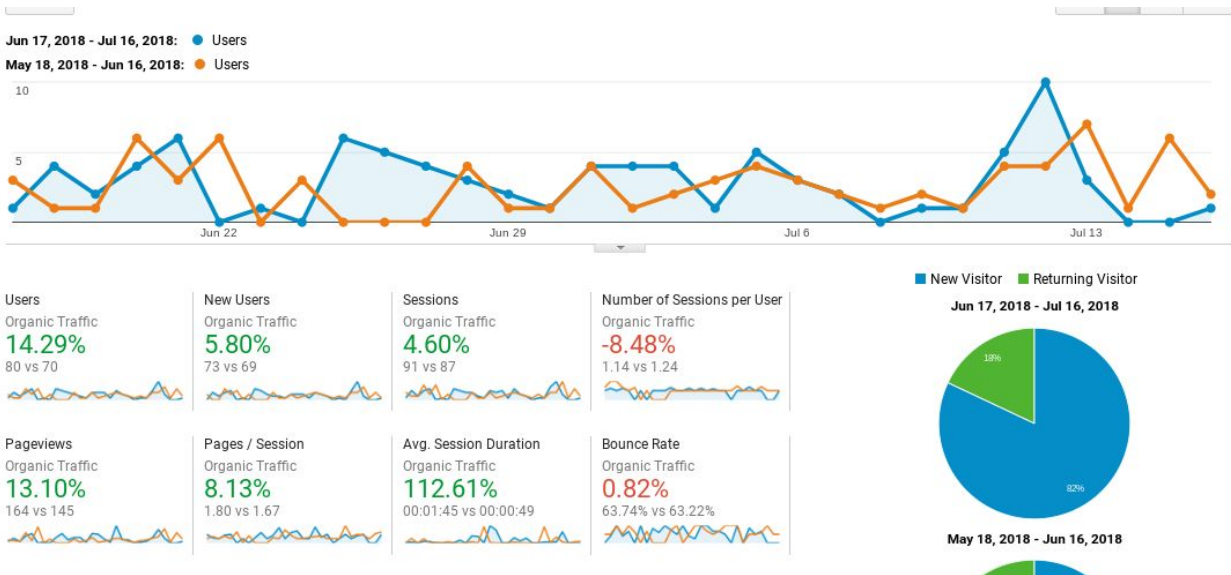 Jun 17, 2018 - Jul 16, 2018: Users
May 18, 2018 - Jun 16, 2018: Users
10
5
Jun 22 Jun 29 Jul 6 Jul 13
Users
Organic Traffic
14.29%
80 vs 70
New Users
Organic Traffic
5.80%
73 vs 69
Sessions
Organic Traffic
4.60%
91 vs 87
Number of Sessions per User
Organic Traffic
-8.48%
1.14 vs 1.24
Pageviews
Organic Traffic
13.10%
164 vs 145
Pages / Session
Organic Traffic
8.13%
1.80 vs 1.67
Avg. Session Duration
Organic Traffic
112.61%
00:01:45 vs 00:00:49
Bounce Rate
Organic Traffic
0.82%
63.74% vs 63.22%
New Visitor Returning Visitor
Jun 17, 2018 - Jul 16, 2018
18%
82%
May 18, 2018 - Jun 16, 2018